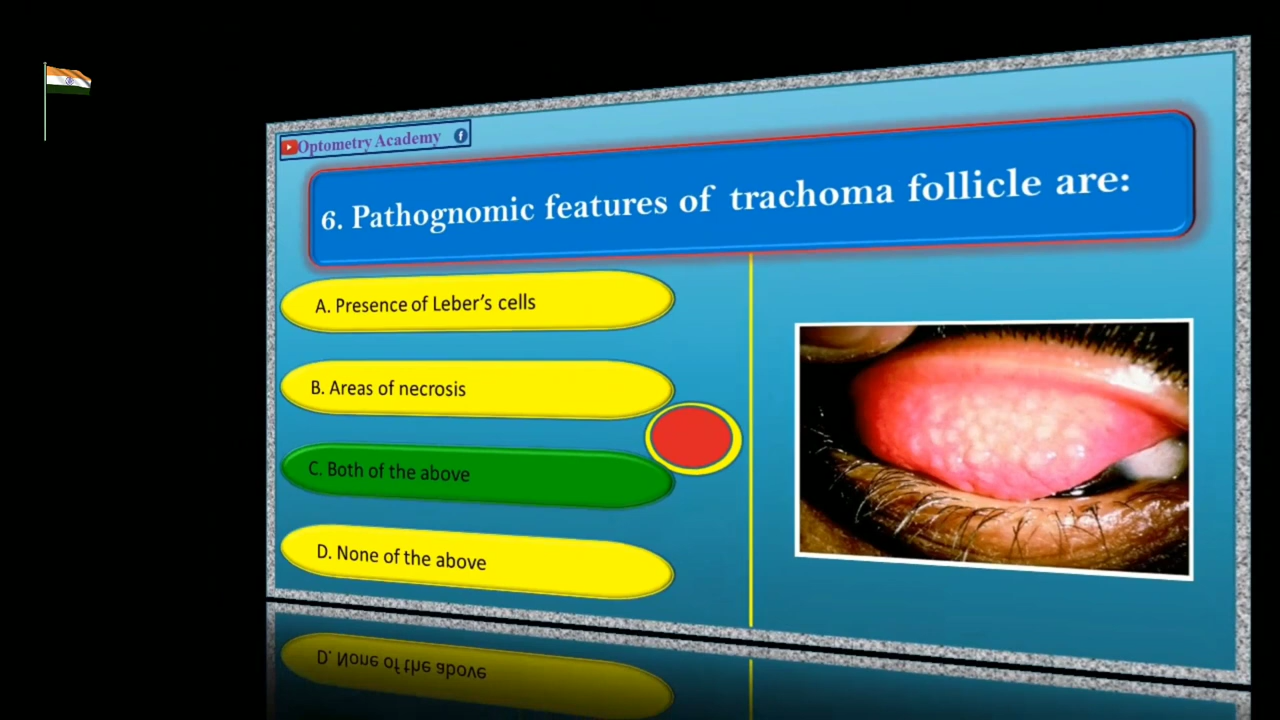 Optometry Academy
6. Pathognomic features of trachoma follicle are:
A. Presence of Leber's cells
B. Areas of necrosis
C. Both of the above
D. None of the above
D. None of the above